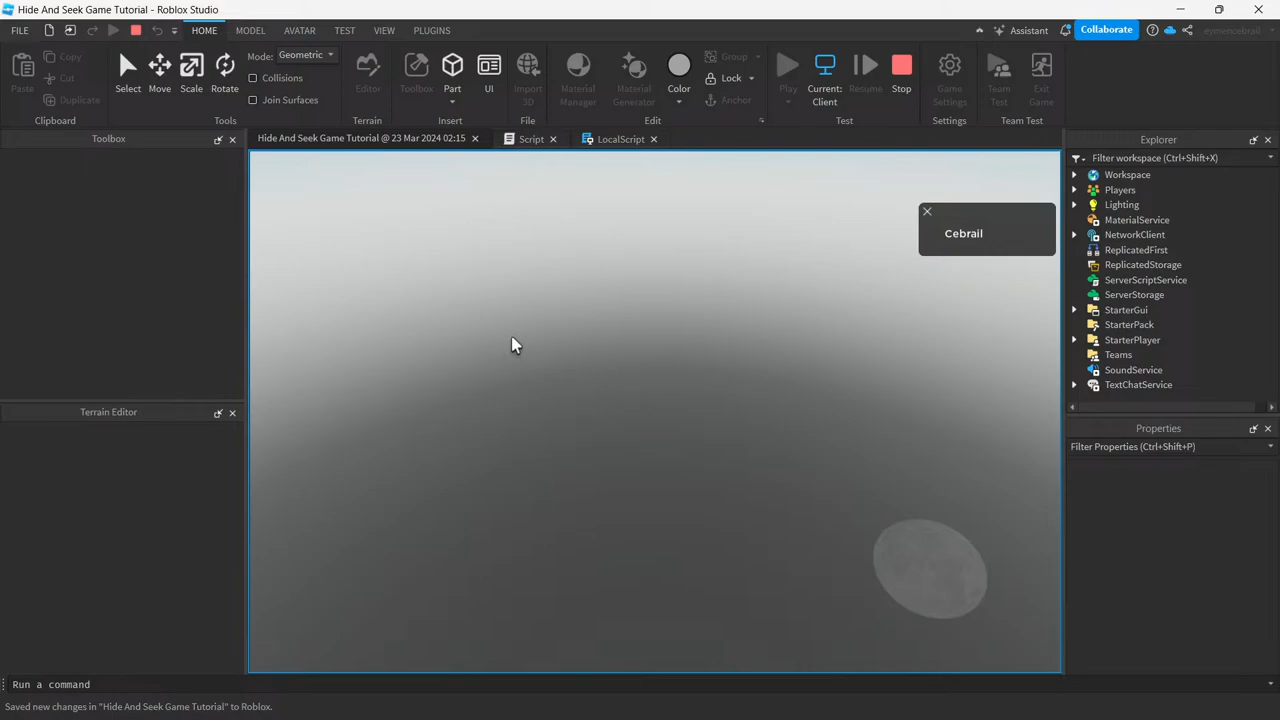 Hide And Seek Game Tutorial - Roblox Studio
FILE HOME MODEL AVATAR TEST VIEW PLUGINS Assistant Collaborate eymencebrail
Paste Copy Cut Duplicate
Clipboard
Select Move Scale Rotate
Mode: Geometric
Collisions
Join Surfaces
Tools
Editor
Terrain
Toolbox Part UI
Insert
Import 3D
File
Material Manager Material Generator Color Group Lock Anchor
Edit
Play Current: Client Resume Stop
Test
Game Settings
Settings
Team Test Exit Game
Team Test
Toolbox
Hide And Seek Game Tutorial @ 23 Mar 2024 02:15
Script
LocalScript
Explorer
Filter workspace (Ctrl+Shift+X)
Workspace
Players
Lighting
MaterialService
NetworkClient
ReplicatedFirst
ReplicatedStorage
ServerScriptService
ServerStorage
StarterGui
StarterPack
StarterPlayer
Teams
SoundService
TextChatService
Cebrail
Terrain Editor
Properties
Filter Properties (Ctrl+Shift+P)
Run a command
Saved new changes in "Hide And Seek Game Tutorial" to Roblox.